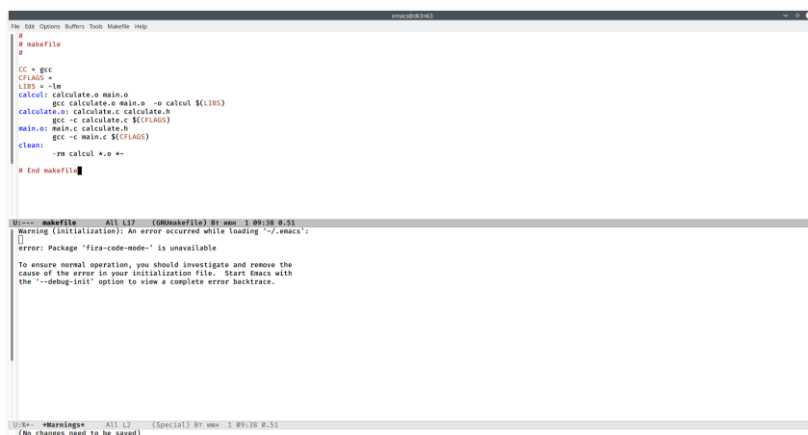 emacs@dk3n63
File Edit Options Buffers Tools Makefile Help
#
# makefile
#
CC = gcc
CFLAGS =
LIBS = -lm
calcul: calculate.o main.o
gcc calculate.o main.o -o calcul $(LIBS)
calculate.o: calculate.c calculate.h
gcc -c calculate.c $(CFLAGS)
main.o: main.c calculate.h
gcc -c main.c $(CFLAGS)
clean:
-rm calcul *.o *~
# End makefile
U:--- makefile All L17 (GNUmakefile) Вт июн 1 09:38 0.51
Warning (initialization): An error occurred while loading ‘~/.emacs’:
error: Package ‘fira-code-mode-’ is unavailable
To ensure normal operation, you should investigate and remove the
cause of the error in your initialization file. Start Emacs with
the ‘--debug-init’ option to view a complete error backtrace.
U:%*- *Warnings* All L2 (Special) Вт июн 1 09:38 0.51
(No changes need to be saved)